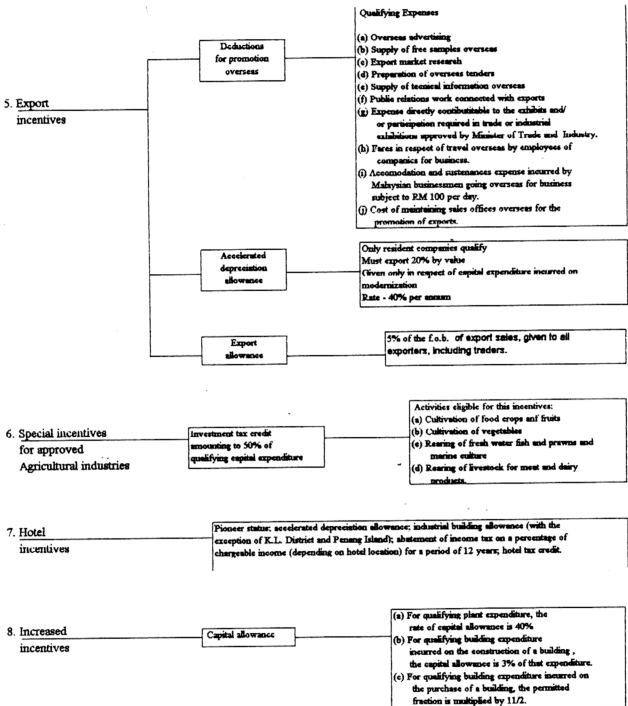 Qualifying Expenses
Deductions
for promotion
overseas
(a) Overseas advertising
(b) Supply of free samples overseas
(c) Export market research
(d) Preparation of overseas tenders
(e) Supply of tecnical information overseas
(f) Public relations work connected with exports
(g) Expense directly contibutitable to the exhibits and/
or participation required in trade or industrial
exhibitions approved by Minister of Trade and Industry.
(h) Fares in respect of travel overseas by employees of
companics for business.
(i) Accomodation and sustenances expense incurred by
Malaysian businessmen going overseas for business
subject to RM 100 per day.
(j) Cost of maintaining sales offices overseas for the
promotion of exports.
5. Export
incentives
Accelerated
depreciation
allowance
Only resident companies qualify
Must export 20% by value
Given only in respect of capital expenditure incurred on
modernization
Rate - 40% per annum
Export
allowance
5% of the f.o.b. of export sales, given to all
exporters, including traders.
6. Special incentives
for approved
Agricultural industries
Investment tax credit
amounting to 50% of
qualifying capital expenditure
Activities eligible for this incentives:
(a) Cultivation of food crops anf fruits
(b) Cultivation of vegetables
(c) Rearing of fresh water fish and prawns and
marine culture
(d) Rearing of livestock for meat and dairy
products.
7. Hotel
incentives
Pioneer status; accelerated depreciation allowance; industrial building allowance (with the
exception of K.L. District and Penang Island); abatement of income tax on a percentage of
chargeable income (depending on hotel location) for a period of 12 years; hotel tax credit.
8. Increased
incentives
Capital allowance
(a) For qualifying plant expenditure, the
rate of capital allowance is 40%
(b) For qualifying building expenditure
incurred on the construction of a building ,
the capital allowance is 3% of that expenditure.
(c) For qualifying building expenditure incurred on
the purchase of a building, the permitted
fraction is multiplied by 11/2.